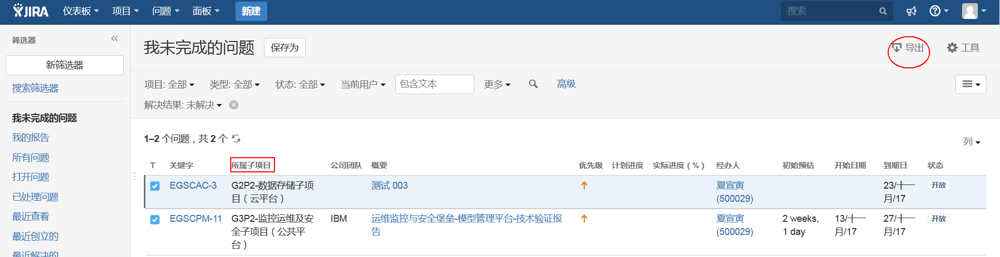 JIRA 仪表板 项目 问题 面板 新建 搜索
筛选器
新筛选器
搜索筛选器
我未完成的问题
我的报告
所有问题
打开问题
已处理问题
最近查看
最近创立的
最近解决的
我未完成的问题 保存为 导出 工具
项目: 全部 类型: 全部 状态: 全部 当前用户 包含文本 更多 高级
解决结果: 未解决
1–2 个问题，共 2 个 列
T 关键字 所属子项目 公司团队 概要 优先级 计划进度 实际进度（%） 经办人 初始预估 开始日期 到期日 状态
EGSCAC-3 G2P2-数据存储子项 测试 003 夏宣寅 23/十一 开放
目（云平台） (500029) 月/17
EGSCPM-11 G3P2-监控运维及安 IBM 运维监控与安全堡垒-模型管理平台-技术验证报 夏宣寅 2 weeks, 13/十一 27/十一 开放
全子项目（公共平 告 (500029) 1 day 月/17 月/17
台）